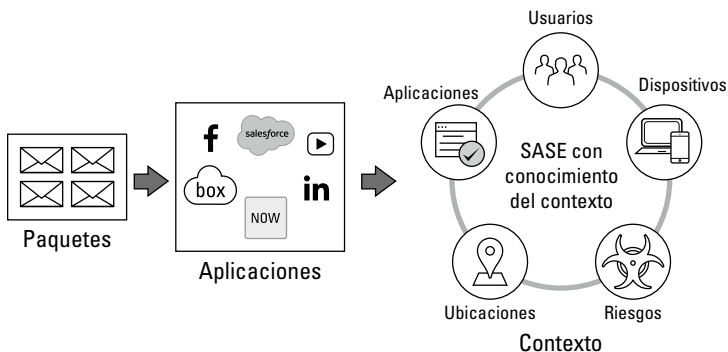 Paquetes
f
salesforce
box
in
NOW
Aplicaciones
Usuarios
Aplicaciones
Dispositivos
SASE con
conocimiento
del contexto
Ubicaciones
Riesgos
Contexto